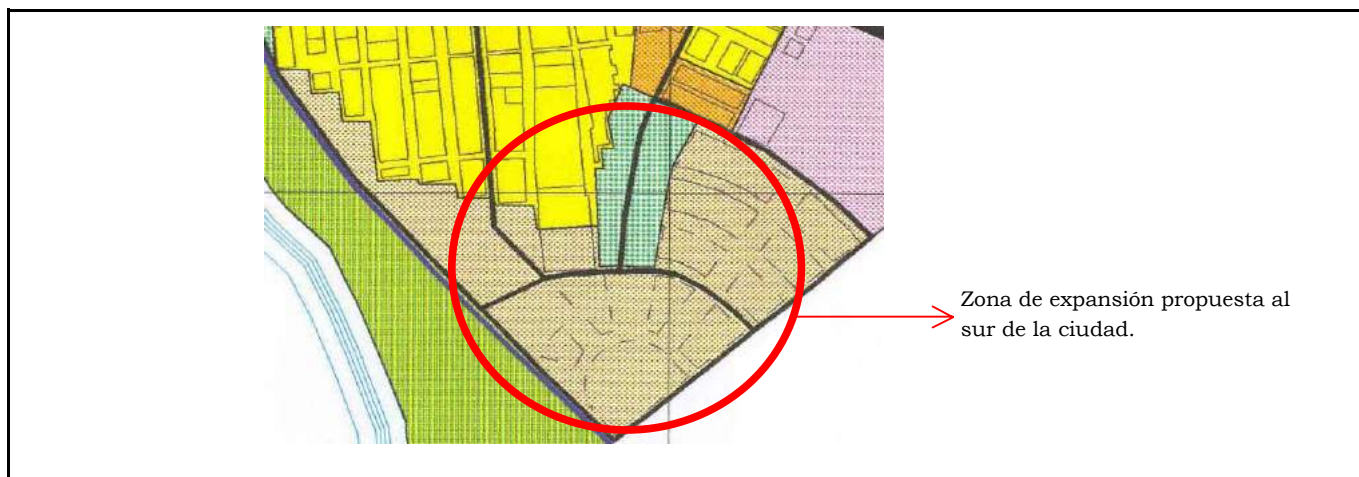 Zona de expansión propuesta al
sur de la ciudad.